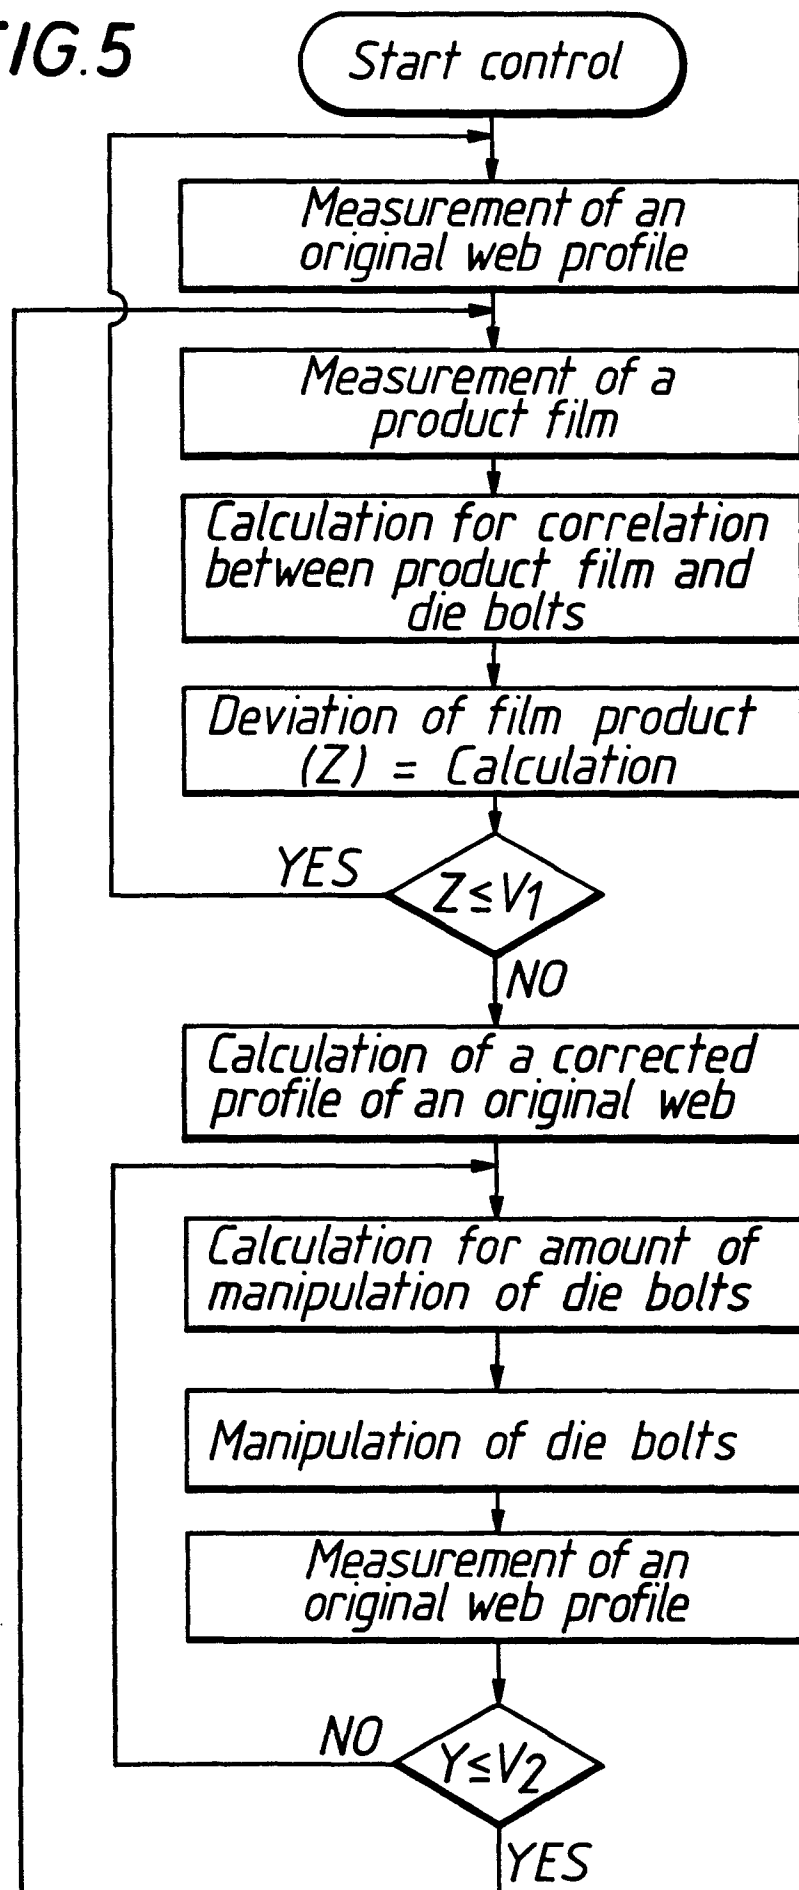 FIG.5
Start control
Measurement of an
original web profile
Measurement of a
product film
Calculation for correlation
between product film and
die bolts
Deviation of film product
(Z) = Calculation
YES
Z≤V1
NO
Calculation of a corrected
profile of an original web
Calculation for amount of
manipulation of die bolts
Manipulation of die bolts
Measurement of an
original web profile
NO
Y≤V2
YES